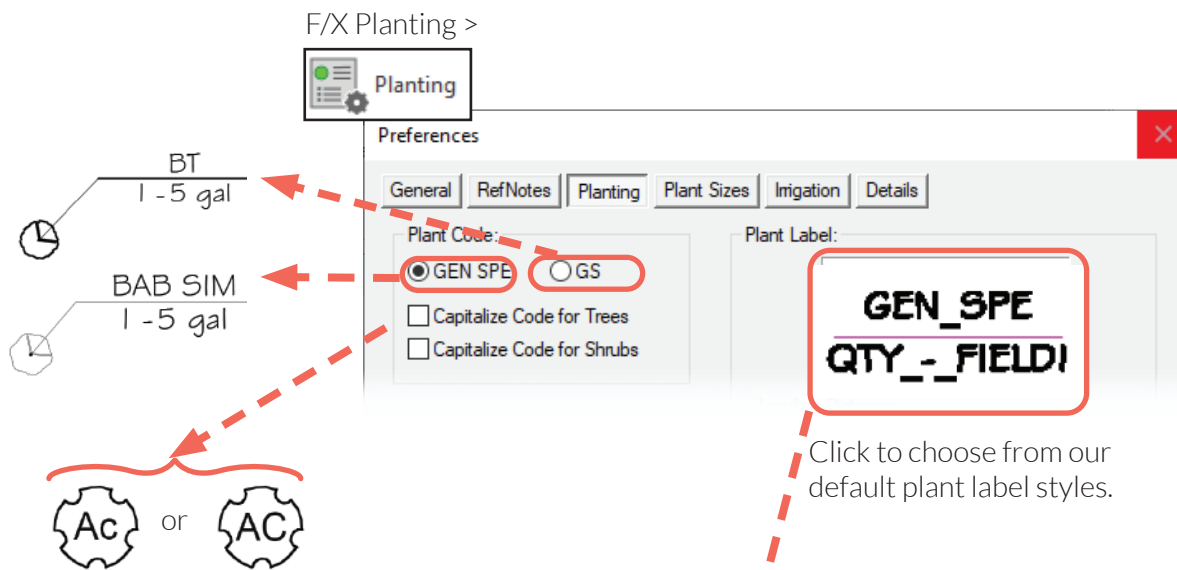 F/X Planting >
Planting
Preferences
General RefNotes Planting Plant Sizes Irrigation Details
BT
1 - 5 gal
Plant Code:
GEN SPE GS
Capitalize Code for Trees
Capitalize Code for Shrubs
BAB SIM
1 - 5 gal
Plant Label:
GEN_SPE
QTY_-_FIELD1
Click to choose from our
default plant label styles.
Ac or AC